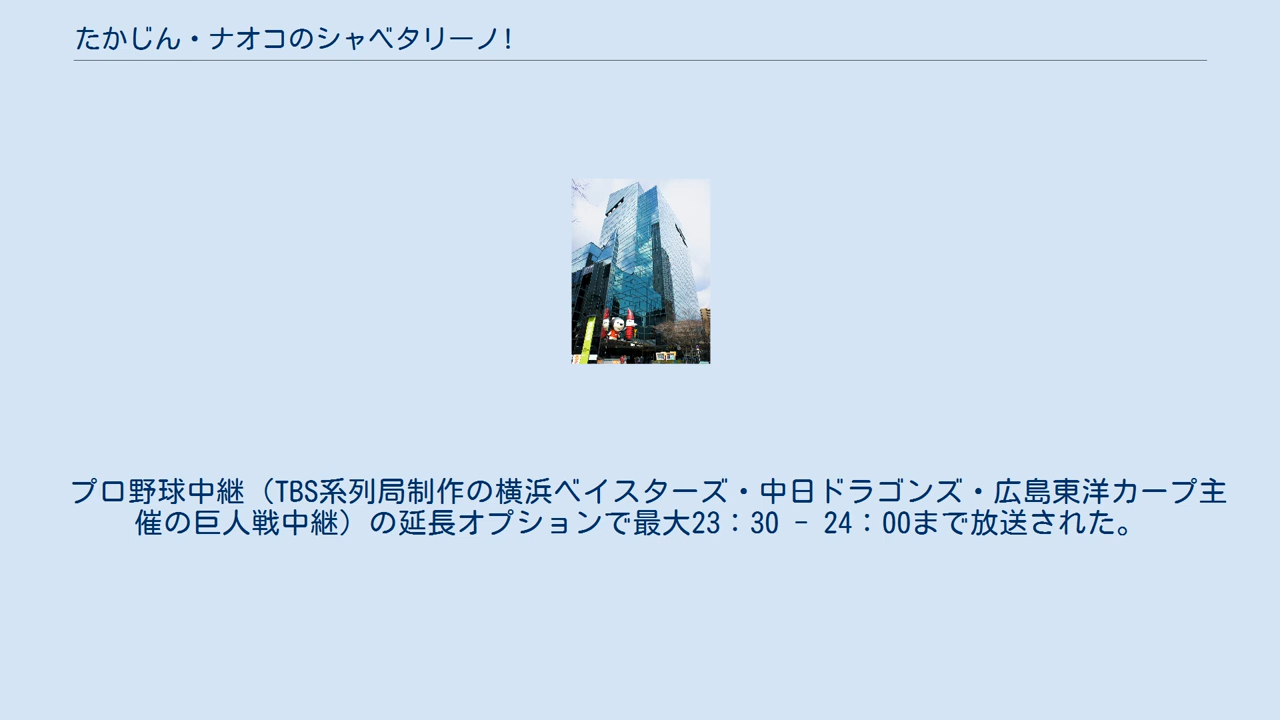 たかじん・ナオコのシャベタリーノ!
プロ野球中継（TBS系列局制作の横浜ベイスターズ・中日ドラゴンズ・広島東洋カープ主
催の巨人戦中継）の延長オプションで最大23：30 - 24：00まで放送された。